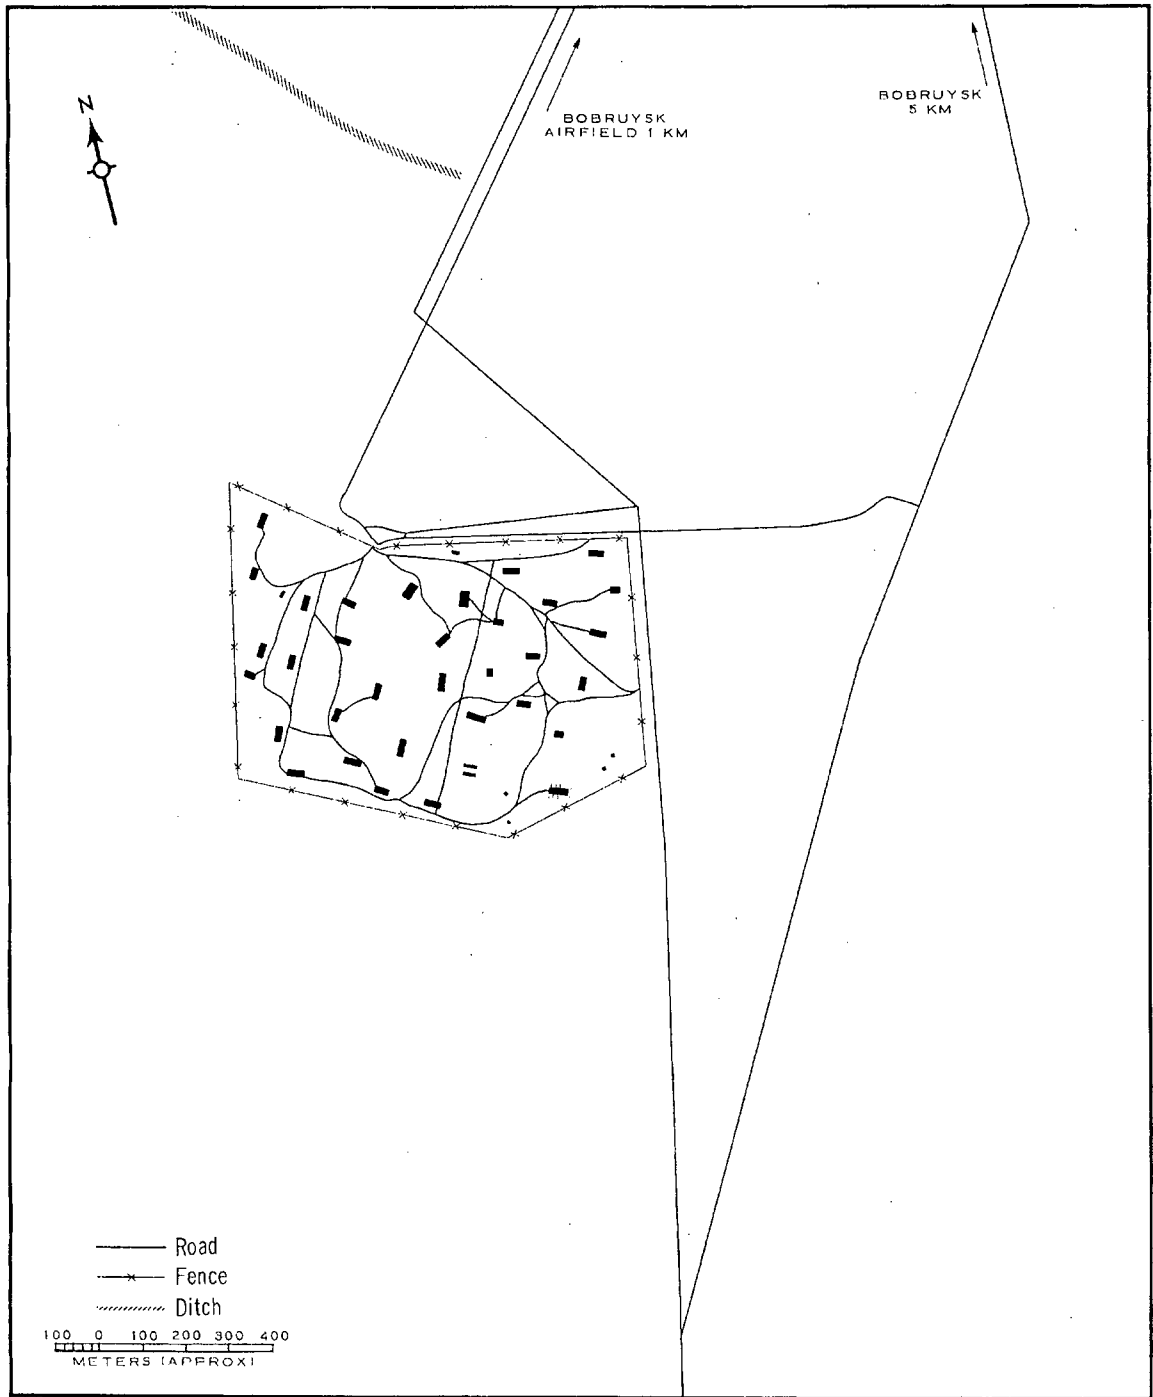 N
BOBRUYSK
AIRFIELD 1 KM
BOBRUYSK
5 KM
Road
Fence
Ditch
100 0 100 200 300 400
METERS (APPROX)